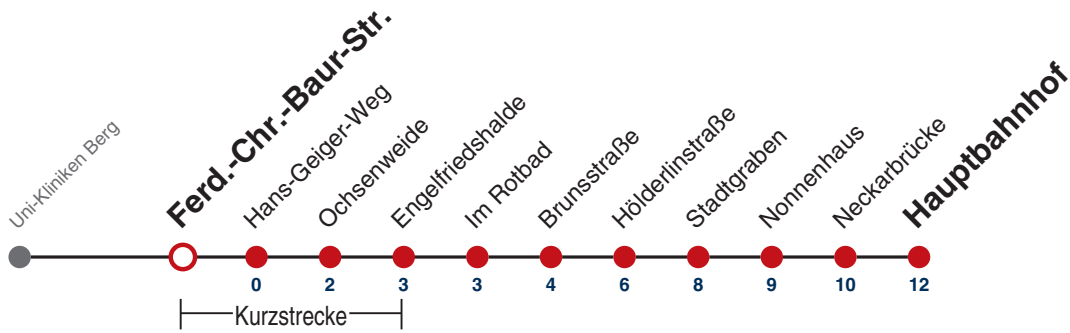 Uni-Kliniken Berg
Ferd.-Chr.-Baur-Str.
Hans-Geiger-Weg
Ochsenweide
Engelfriedshalde
Im Rotbad
Brunsstraße
Hölderlinstraße
Stadtgraben
Nonnenhaus
Neckarbrücke
Hauptbahnhof
0 2 3 3 4 6 8 9 10 12
Kurzstrecke